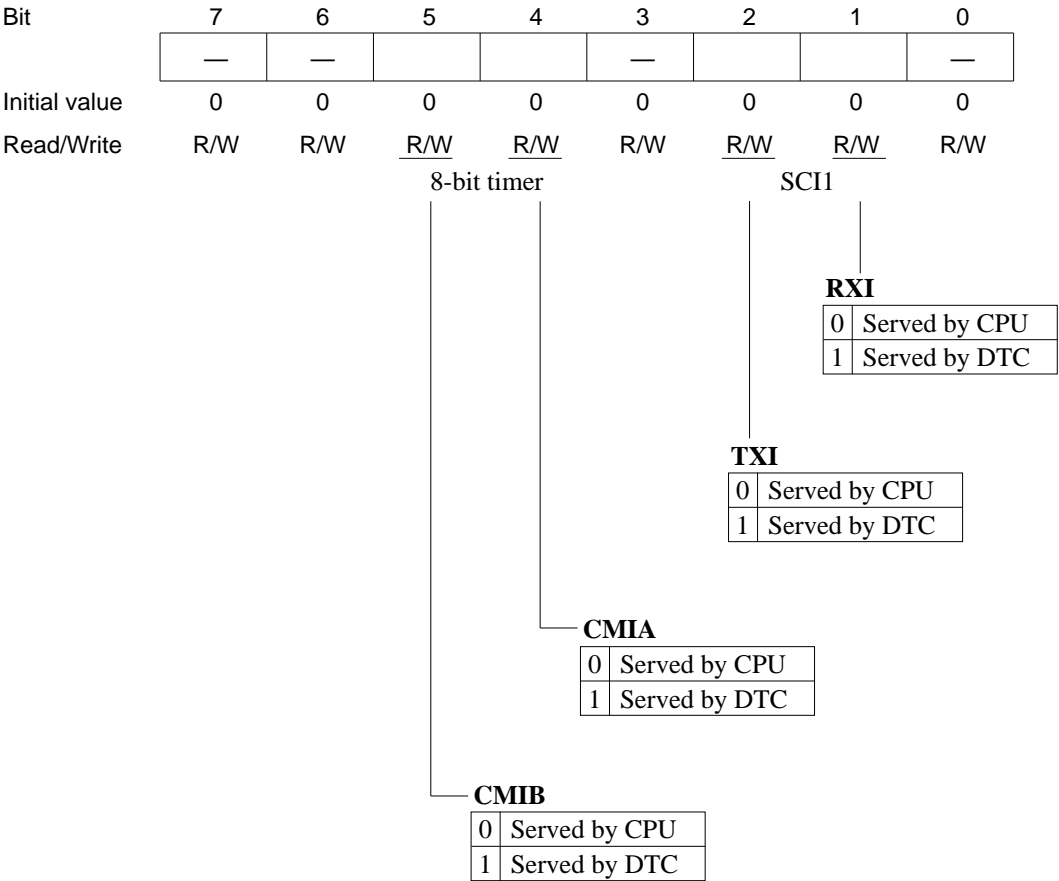 Bit 7 6 5 4 3 2 1 0
— — — —
Initial value 0 0 0 0 0 0 0 0
Read/Write R/W R/W R/W R/W R/W R/W R/W R/W
8-bit timer SCI1
RXI
0 Served by CPU
1 Served by DTC
TXI
0 Served by CPU
1 Served by DTC
CMIA
0 Served by CPU
1 Served by DTC
CMIB
0 Served by CPU
1 Served by DTC